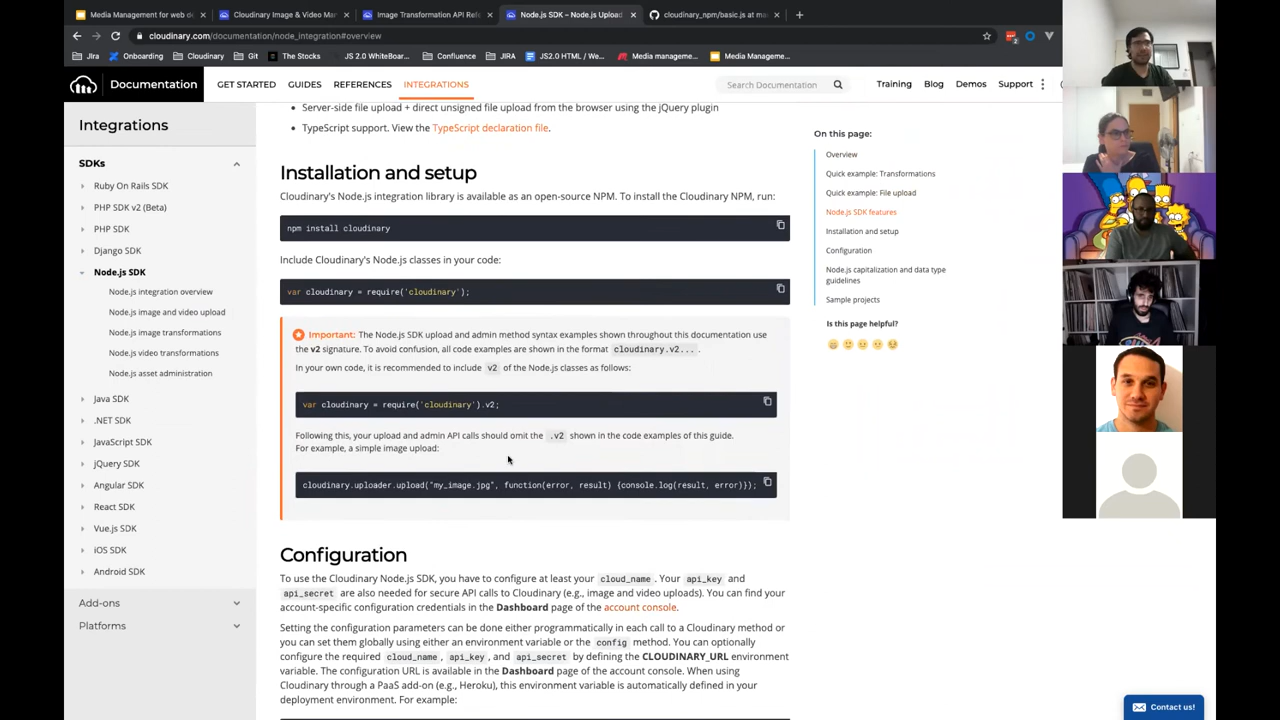 Media Management for web d
Cloudinary Image & Video Man
Image Transformation API Refe
Node.js SDK – Node.js Upload
cloudinary_npm/basic.js at ma
cloudinary.com/documentation/node_integration#overview
Jira
Onboarding
Cloudinary
Git
The Stocks
JS 2.0 WhiteBoar...
Confluence
JIRA
JS2.0 HTML / We...
Media manageme...
Media Manageme...
Documentation
GET STARTED
GUIDES
REFERENCES
INTEGRATIONS
Search Documentation
Training
Blog
Demos
Support
Integrations
SDKs
Ruby On Rails SDK
PHP SDK v2 (Beta)
PHP SDK
Django SDK
Node.js SDK
Node.js integration overview
Node.js image and video upload
Node.js image transformations
Node.js video transformations
Node.js asset administration
Java SDK
.NET SDK
JavaScript SDK
jQuery SDK
Angular SDK
React SDK
Vue.js SDK
iOS SDK
Android SDK
Add-ons
Platforms
Server-side file upload + direct unsigned file upload from the browser using the jQuery plugin
TypeScript support. View the TypeScript declaration file.
Installation and setup
Cloudinary's Node.js integration library is available as an open-source NPM. To install the Cloudinary NPM, run:
npm install cloudinary
Include Cloudinary's Node.js classes in your code:
var cloudinary = require('cloudinary');
Important: The Node.js SDK upload and admin method syntax examples shown throughout this documentation use
the v2 signature. To avoid confusion, all code examples are shown in the format cloudinary.v2... .
In your own code, it is recommended to include v2 of the Node.js classes as follows:
var cloudinary = require('cloudinary').v2;
Following this, your upload and admin API calls should omit the .v2 shown in the code examples of this guide.
For example, a simple image upload:
cloudinary.uploader.upload("my_image.jpg", function(error, result) {console.log(result, error)});
Configuration
To use the Cloudinary Node.js SDK, you have to configure at least your cloud_name. Your api_key and
api_secret are also needed for secure API calls to Cloudinary (e.g., image and video uploads). You can find your
account-specific configuration credentials in the Dashboard page of the account console.
Setting the configuration parameters can be done either programmatically in each call to a Cloudinary method or
you can set them globally using either an environment variable or the config method. You can optionally
configure the required cloud_name, api_key, and api_secret by defining the CLOUDINARY_URL environment
variable. The configuration URL is available in the Dashboard page of the account console. When using
Cloudinary through a PaaS add-on (e.g., Heroku), this environment variable is automatically defined in your
deployment environment. For example:
On this page:
Overview
Quick example: Transformations
Quick example: File upload
Node.js SDK features
Installation and setup
Configuration
Node.js capitalization and data type
guidelines
Sample projects
Is this page helpful?
Contact us!